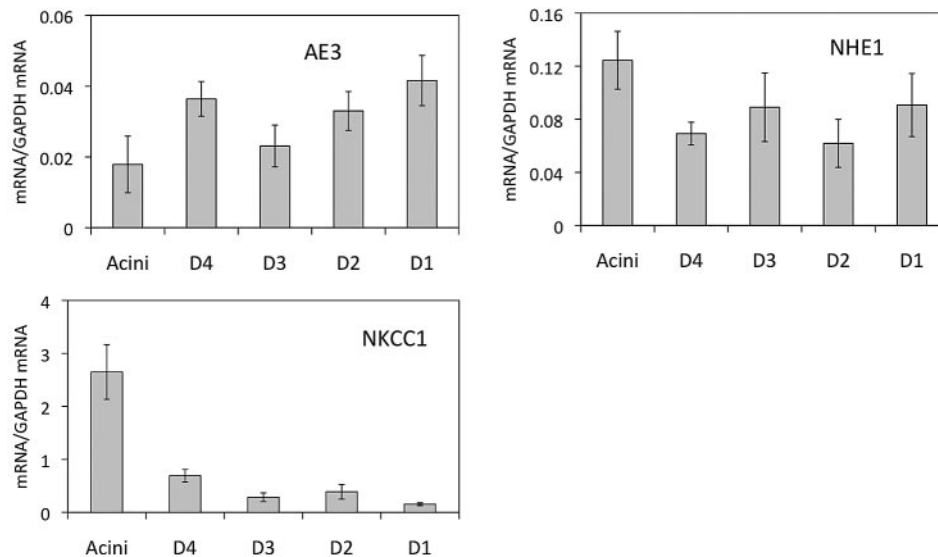 mRNA/GAPDH mRNA
0.06
0.04
0.02
0
AE3
Acini D4 D3 D2 D1
mRNA/GAPDH mRNA
0.16
0.12
0.08
0.04
0
NHE1
Acini D4 D3 D2 D1
mRNA/GAPDH mRNA
4
3
2
1
0
NKCC1
Acini D4 D3 D2 D1